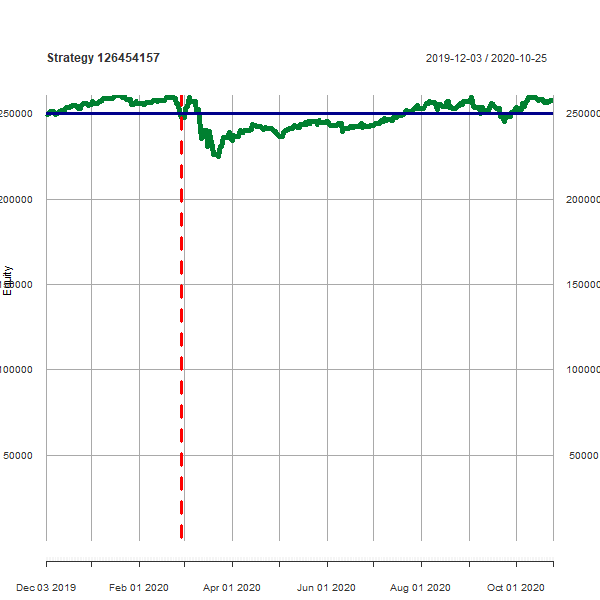 Strategy 126454157
2019-12-03 / 2020-10-25
250000
250000
200000
200000
Equity
150000
150000
100000
100000
50000
50000
Dec 03 2019
Feb 01 2020
Apr 01 2020
Jun 01 2020
Aug 01 2020
Oct 01 2020